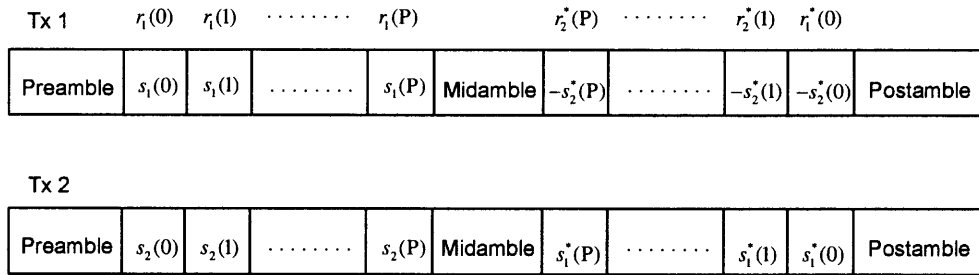 Tx 1 r₁(0) r₁(1) ········ r₁(P) r₂*(P) ········ r₂*(1) r₁*(0)
Preamble s₁(0) s₁(1) ········ s₁(P) Midamble −s₂*(P) ········ −s₂*(1) −s₂*(0) Postamble
Tx 2
Preamble s₂(0) s₂(1) ········ s₂(P) Midamble s₁*(P) ········ s₁*(1) s₁*(0) Postamble